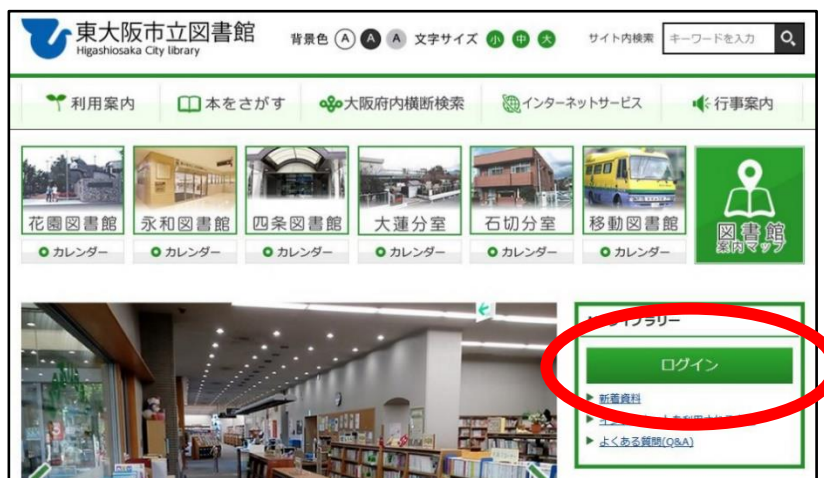 東大阪市立図書館
Higashiosaka City library
背景色 A A A 文字サイズ 小 中 大
サイト内検索 キーワードを入力
利用案内 本をさがす 大阪府内横断検索 インターネットサービス 行事案内
花園図書館 永和図書館 四条図書館 大蓮分室 石切分室 移動図書館
図書館
案内マップ
カレンダー カレンダー カレンダー カレンダー カレンダー カレンダー
イブラリー
ログイン
新着資料
よくある質問(Q&A)